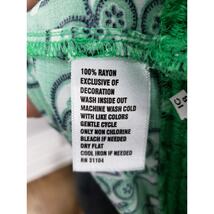 100% RAYON
EXCLUSIVE OF
DECORATION
WASH INSIDE OUT
MACHINE WASH COLD
WITH LIKE COLORS
GENTLE CYCLE
ONLY NON CHLORINE
BLEACH IF NEEDED
DRY FLAT
COOL IRON IF NEEDED
RN 31104